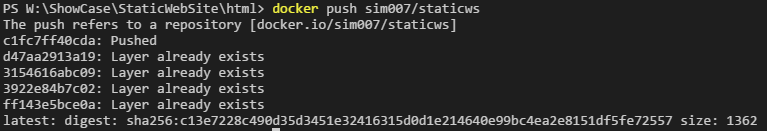 PS W:\ShowCase\StaticWebSite\html> docker push sim007/staticws
The push refers to a repository [docker.io/sim007/staticws]
c1fc7ff40cda: Pushed
d47aa2913a19: Layer already exists
3154616abc09: Layer already exists
3922e84b7c02: Layer already exists
ff143e5bce0a: Layer already exists
latest: digest: sha256:c13e7228c490d35d3451e32416315d0d1e214640e99bc4ea2e8151df5fe72557 size: 1362